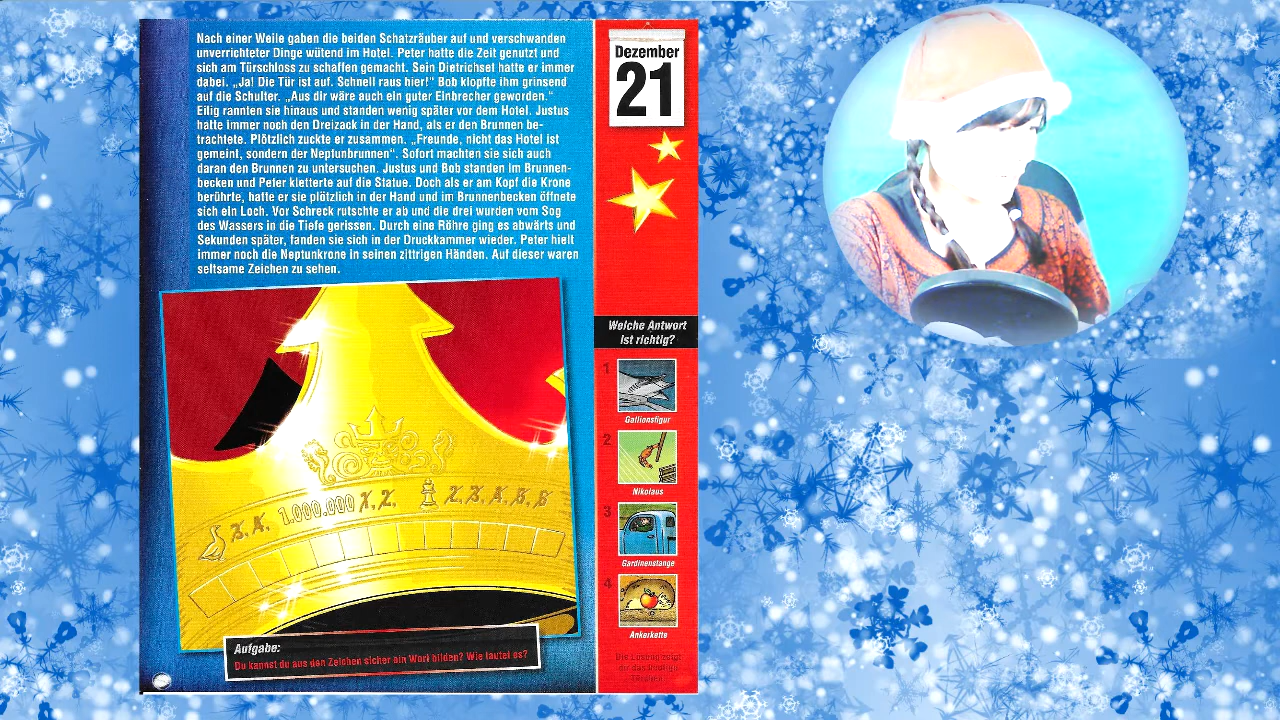 Nach einer Weile gaben die beiden Schatzräuber auf und verschwanden
unverrichteter Dinge wütend im Hotel. Peter hatte die Zeit genutzt und
sich am Türschloss zu schaffen gemacht. Sein Dietrichset hatte er immer
dabei. „Ja! Die Tür ist auf. Schnell raus hier!" Bob klopfte ihm grinsend
auf die Schulter. „Aus dir wäre auch ein guter Einbrecher geworden."
Eilig rannten sie hinaus und standen wenig später vor dem Hotel. Justus
hatte immer noch den Dreizack in der Hand, als er den Brunnen be-
trachtete. Plötzlich zuckte er zusammen. „Freunde, nicht das Hotel ist
gemeint, sondern der Neptunbrunnen“. Sofort machten sie sich auch
daran den Brunnen zu untersuchen. Justus und Bob standen im Brunnen-
becken und Peter kletterte auf die Statue. Doch als er am Kopf die Krone
berührte, hatte er sie plötzlich in der Hand und im Brunnenbecken öffnete
sich ein Loch. Vor Schreck rutschte er ab und die drei wurden vom Sog
des Wassers in die Tiefe gerissen. Durch eine Röhre ging es abwärts und
Sekunden später, fanden sie sich in der Druckkammer wieder. Peter hielt
immer noch die Neptunkrone in seinen zittrigen Händen. Auf dieser waren
seltsame Zeichen zu sehen.
1.000.000
Aufgabe:
Du kannst du aus den Zeichen sicher ein Wort bilden? Wie lautet es?
Dezember
21
Welche Antwort
ist richtig?
1
Gallionsfigur
2
Nikolaus
3
Gardinenstange
4
Ankerkette